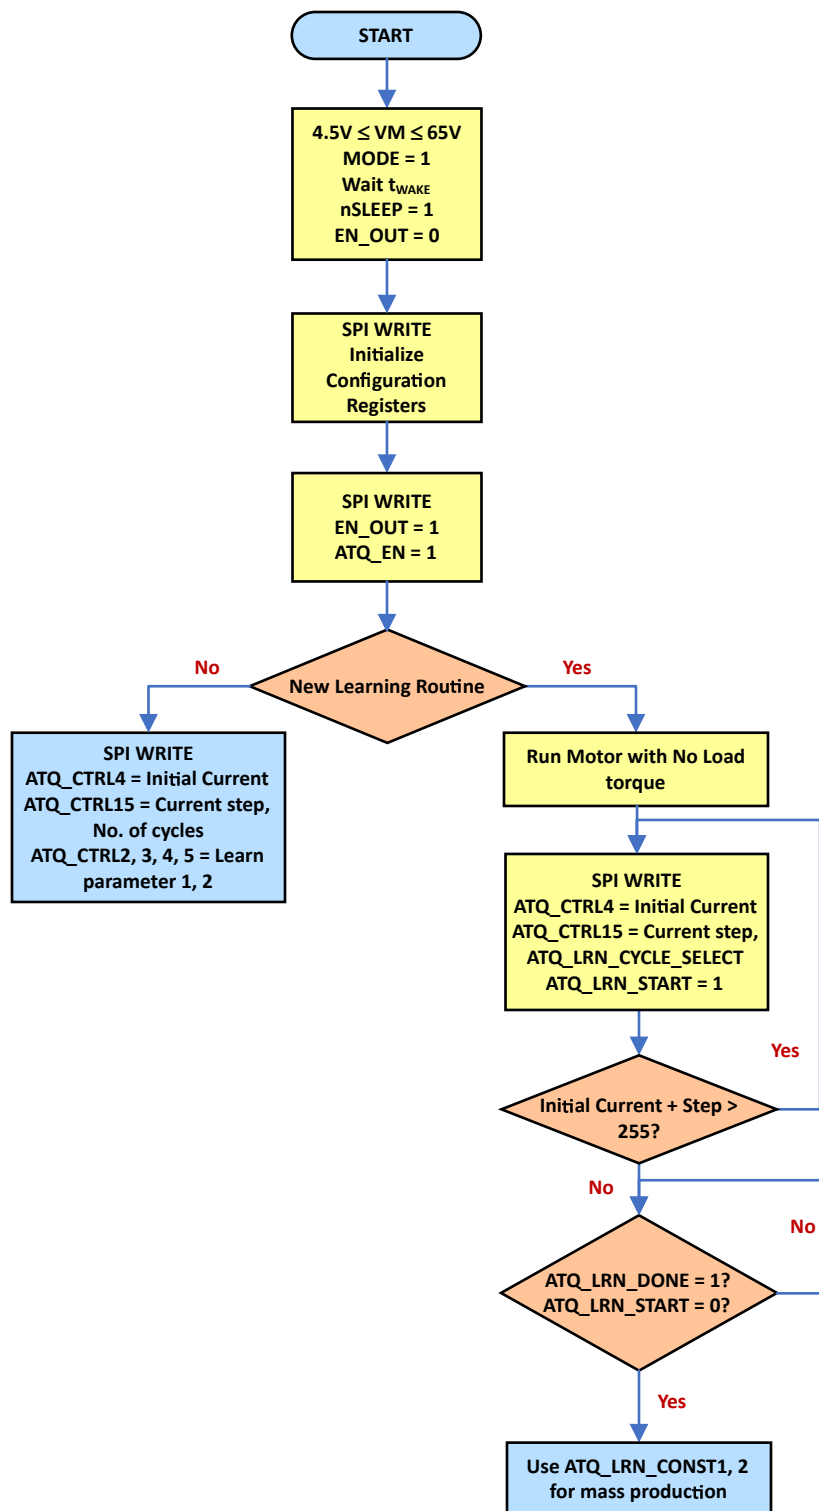 START
4.5V ≤ VM ≤ 65V
MODE = 1
Wait tWAKE
nSLEEP = 1
EN_OUT = 0
SPI WRITE
Initialize
Configuration
Registers
SPI WRITE
EN_OUT = 1
ATQ_EN = 1
No
Yes
New Learning Routine
SPI WRITE
ATQ_CTRL4 = Initial Current
ATQ_CTRL15 = Current step,
No. of cycles
ATQ_CTRL2, 3, 4, 5 = Learn
parameter 1, 2
Run Motor with No Load
torque
SPI WRITE
ATQ_CTRL4 = Initial Current
ATQ_CTRL15 = Current step,
ATQ_LRN_CYCLE_SELECT
ATQ_LRN_START = 1
Yes
Initial Current + Step >
255?
No
No
ATQ_LRN_DONE = 1?
ATQ_LRN_START = 0?
Yes
Use ATQ_LRN_CONST1, 2
for mass production